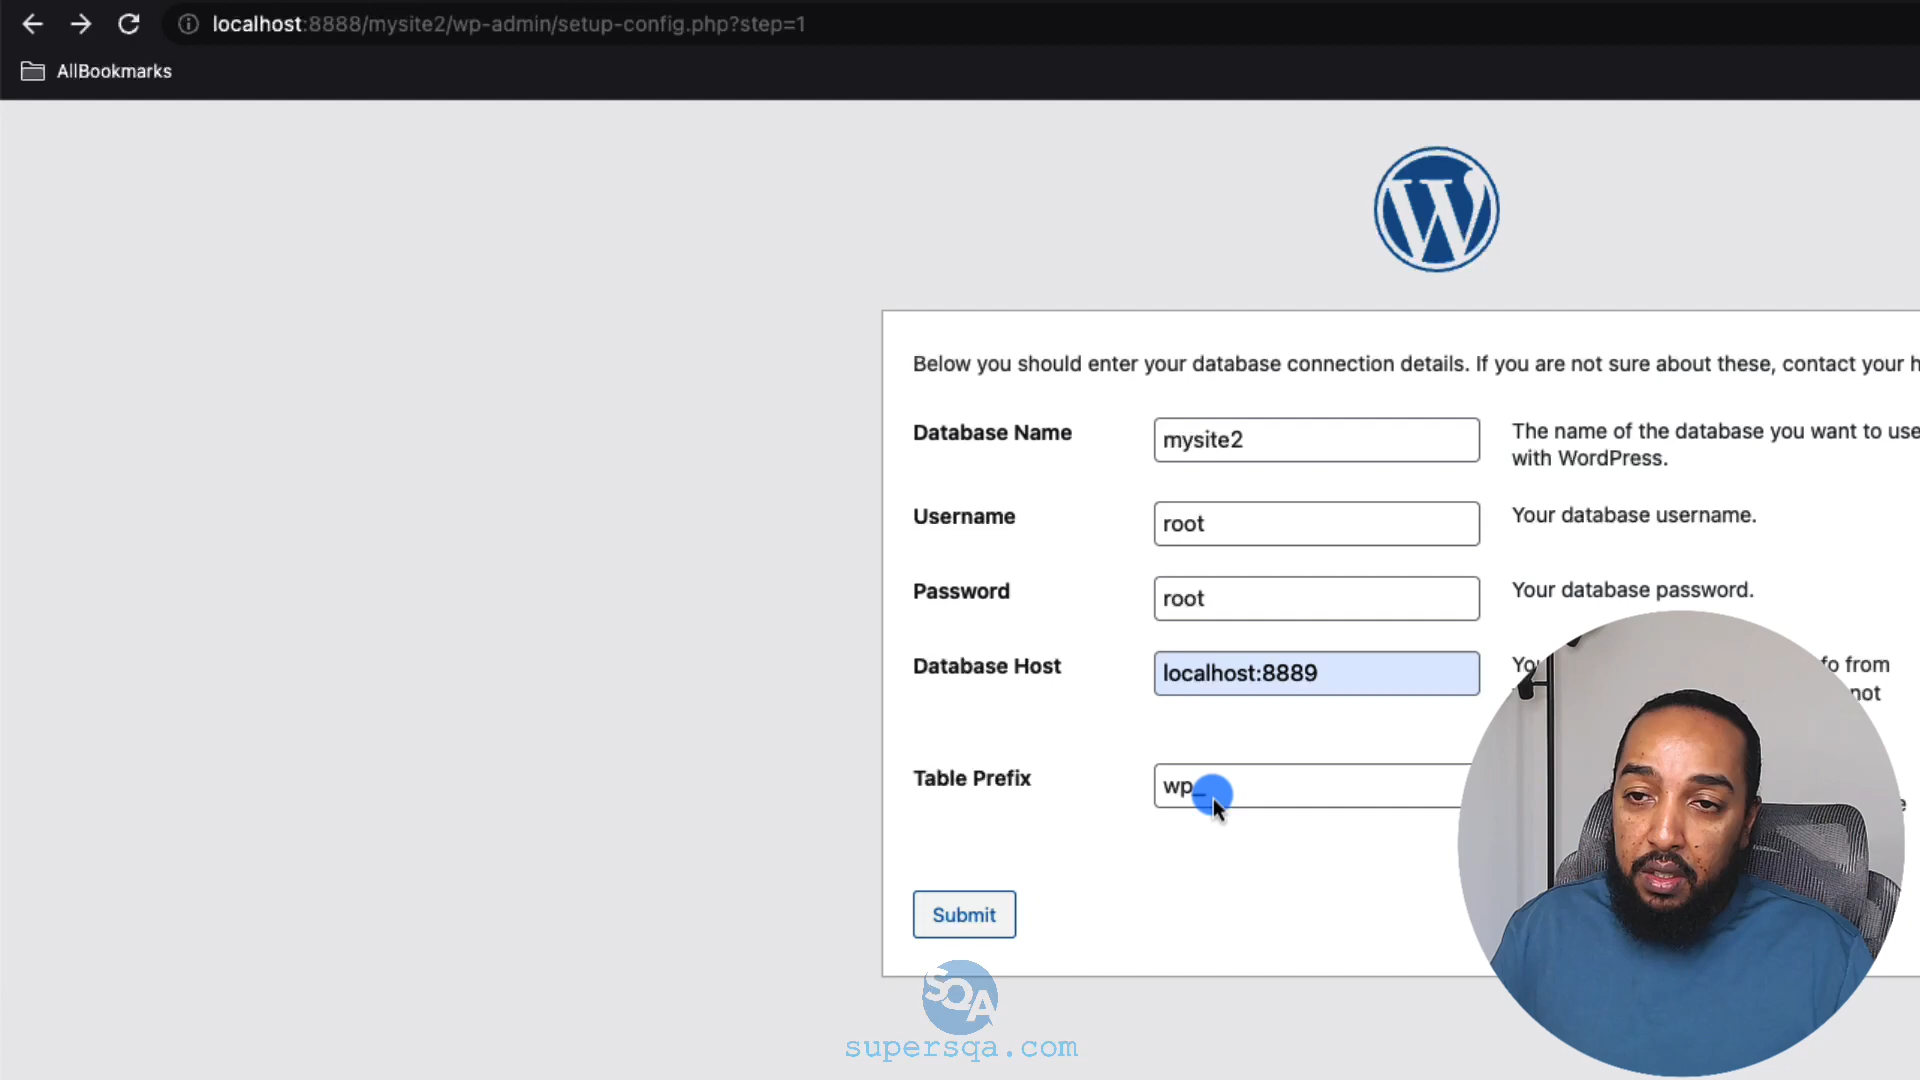 localhost:8888/mysite2/wp-admin/setup-config.php?step=1
AllBookmarks
Below you should enter your database connection details. If you are not sure about these, contact your h
Database Name
mysite2
The name of the database you want to use
with WordPress.
Username
root
Your database username.
Password
root
Your database password.
Database Host
localhost:8889
from
not
Table Prefix
wp_
Submit
SQA
supersqa.com